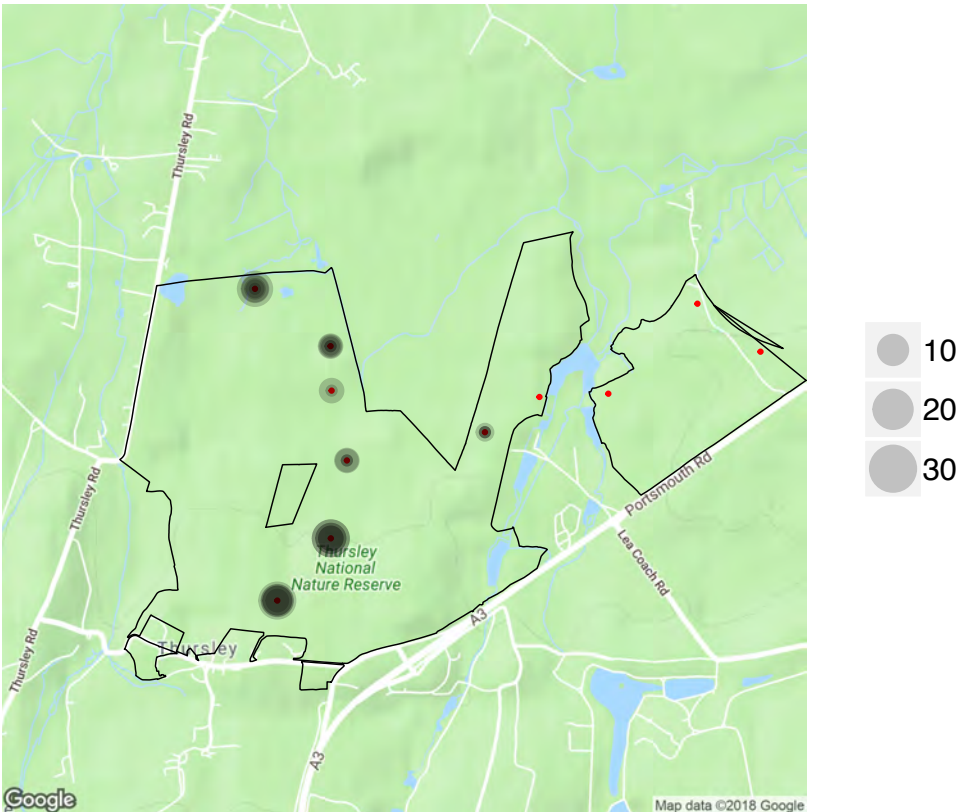 Thursley Rd
10
20
Thursley Rd
30
Portsmouth Rd
Thursley
National
Nature Reserve
Lea Coach Rd
A3
Thursley
Thursley Rd
A3
Google
Map data ©2018 Google